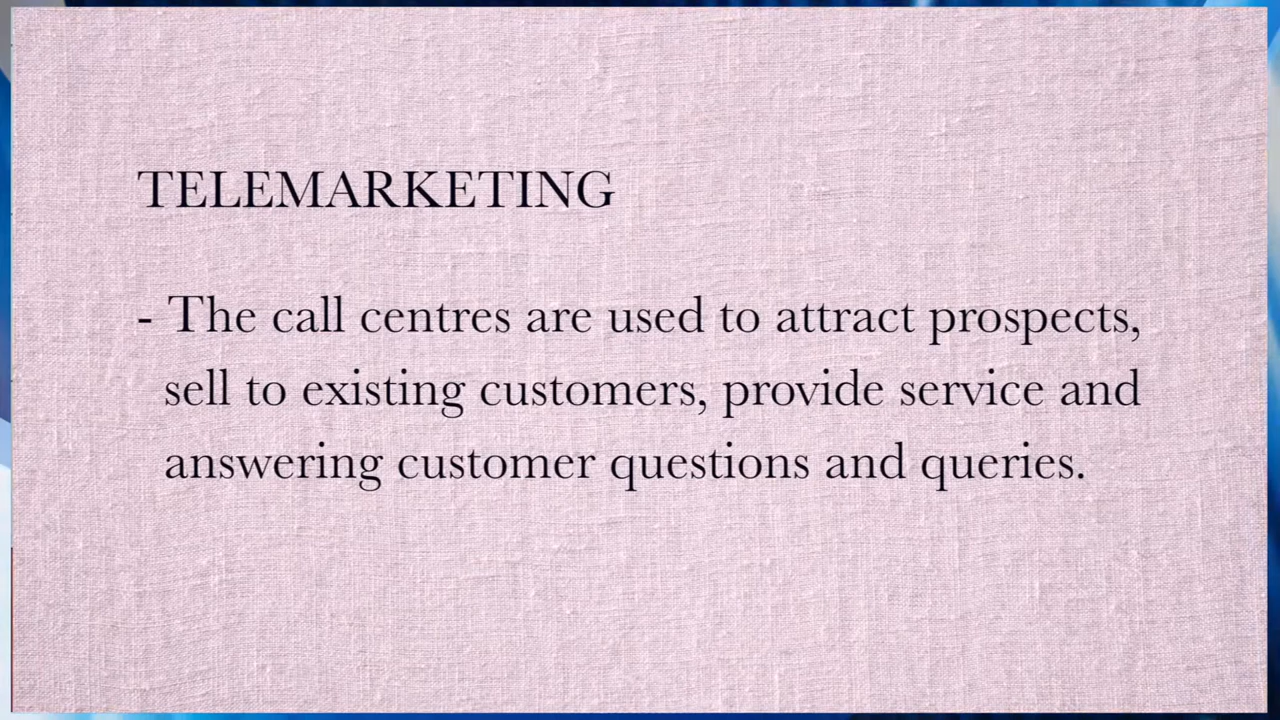 TELEMARKETING
- The call centres are used to attract prospects,
sell to existing customers, provide service and
answering customer questions and queries.